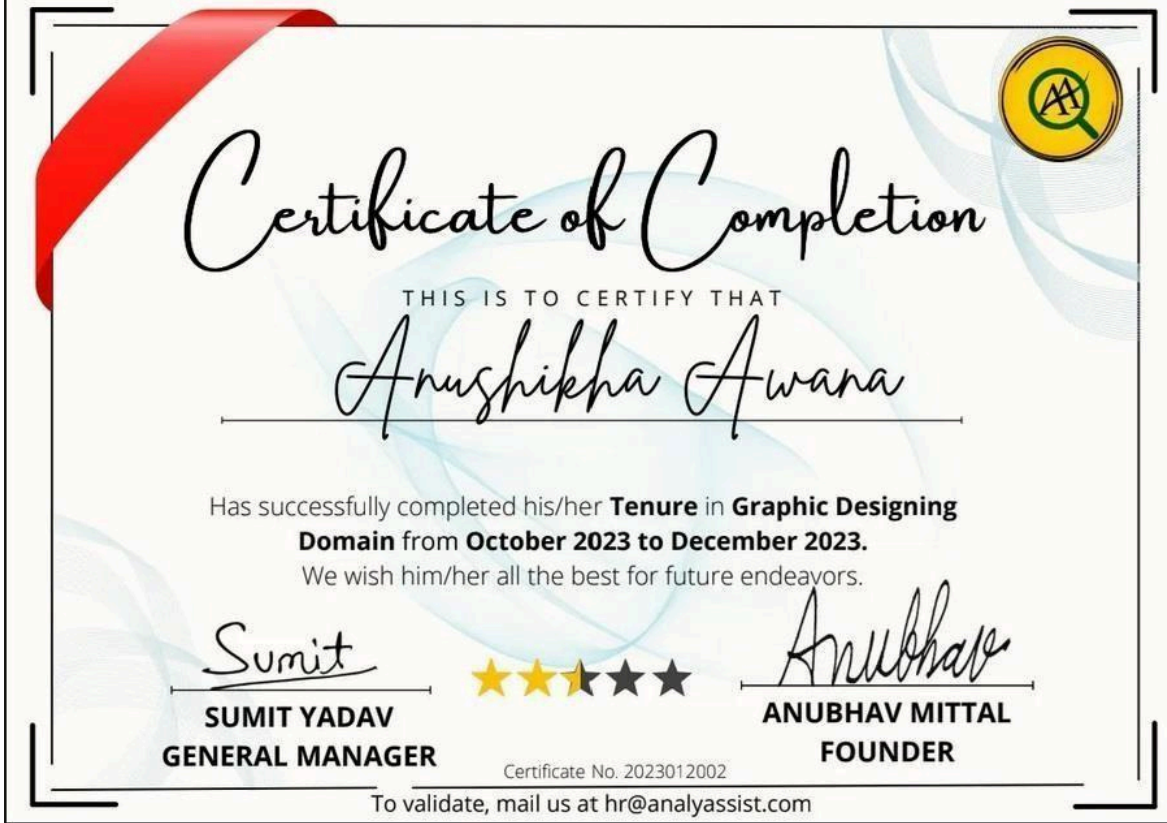 AA
Certificate of Completion
THIS IS TO CERTIFY THAT
Anushikha Awana
Has successfully completed his/her Tenure in Graphic Designing
Domain from October 2023 to December 2023.
We wish him/her all the best for future endeavors.
Sumit
Anubhav
SUMIT YADAV
GENERAL MANAGER
ANUBHAV MITTAL
FOUNDER
Certificate No. 2023012002
To validate, mail us at hr@analyassist.com